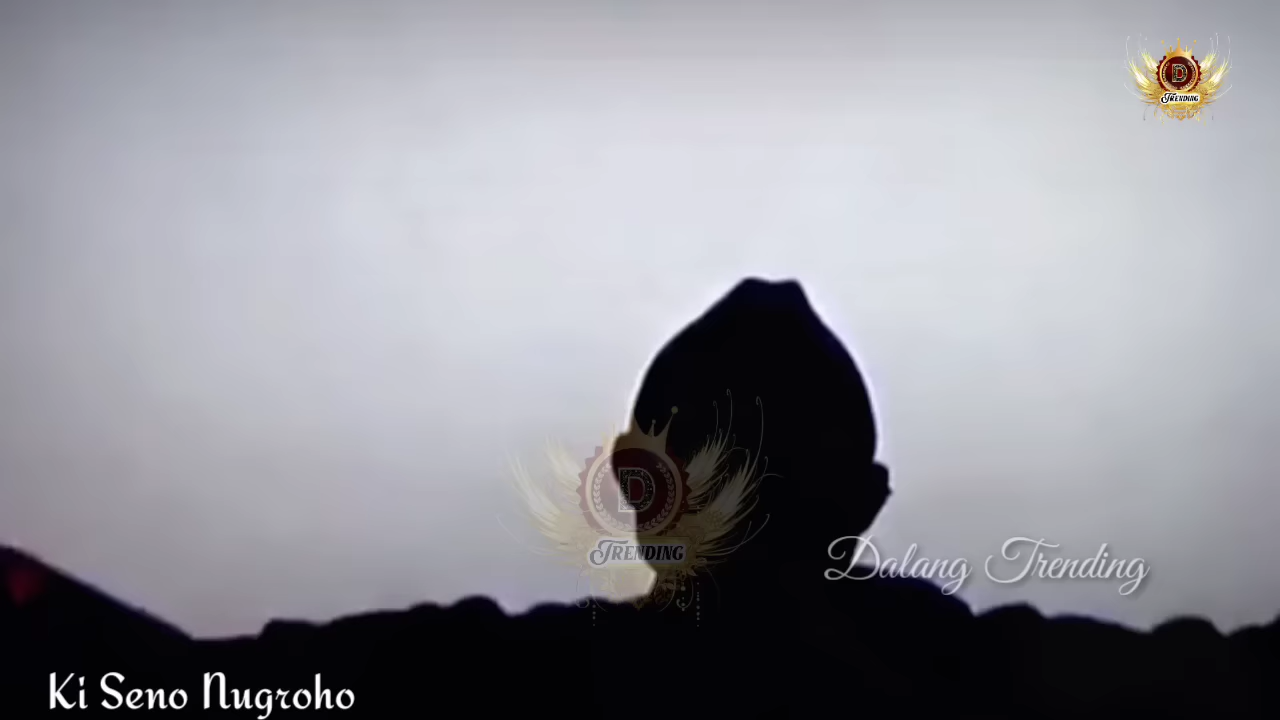 D
TRENDING
D
TRENDING
Dalang Trending
Ki Seno Nugroho